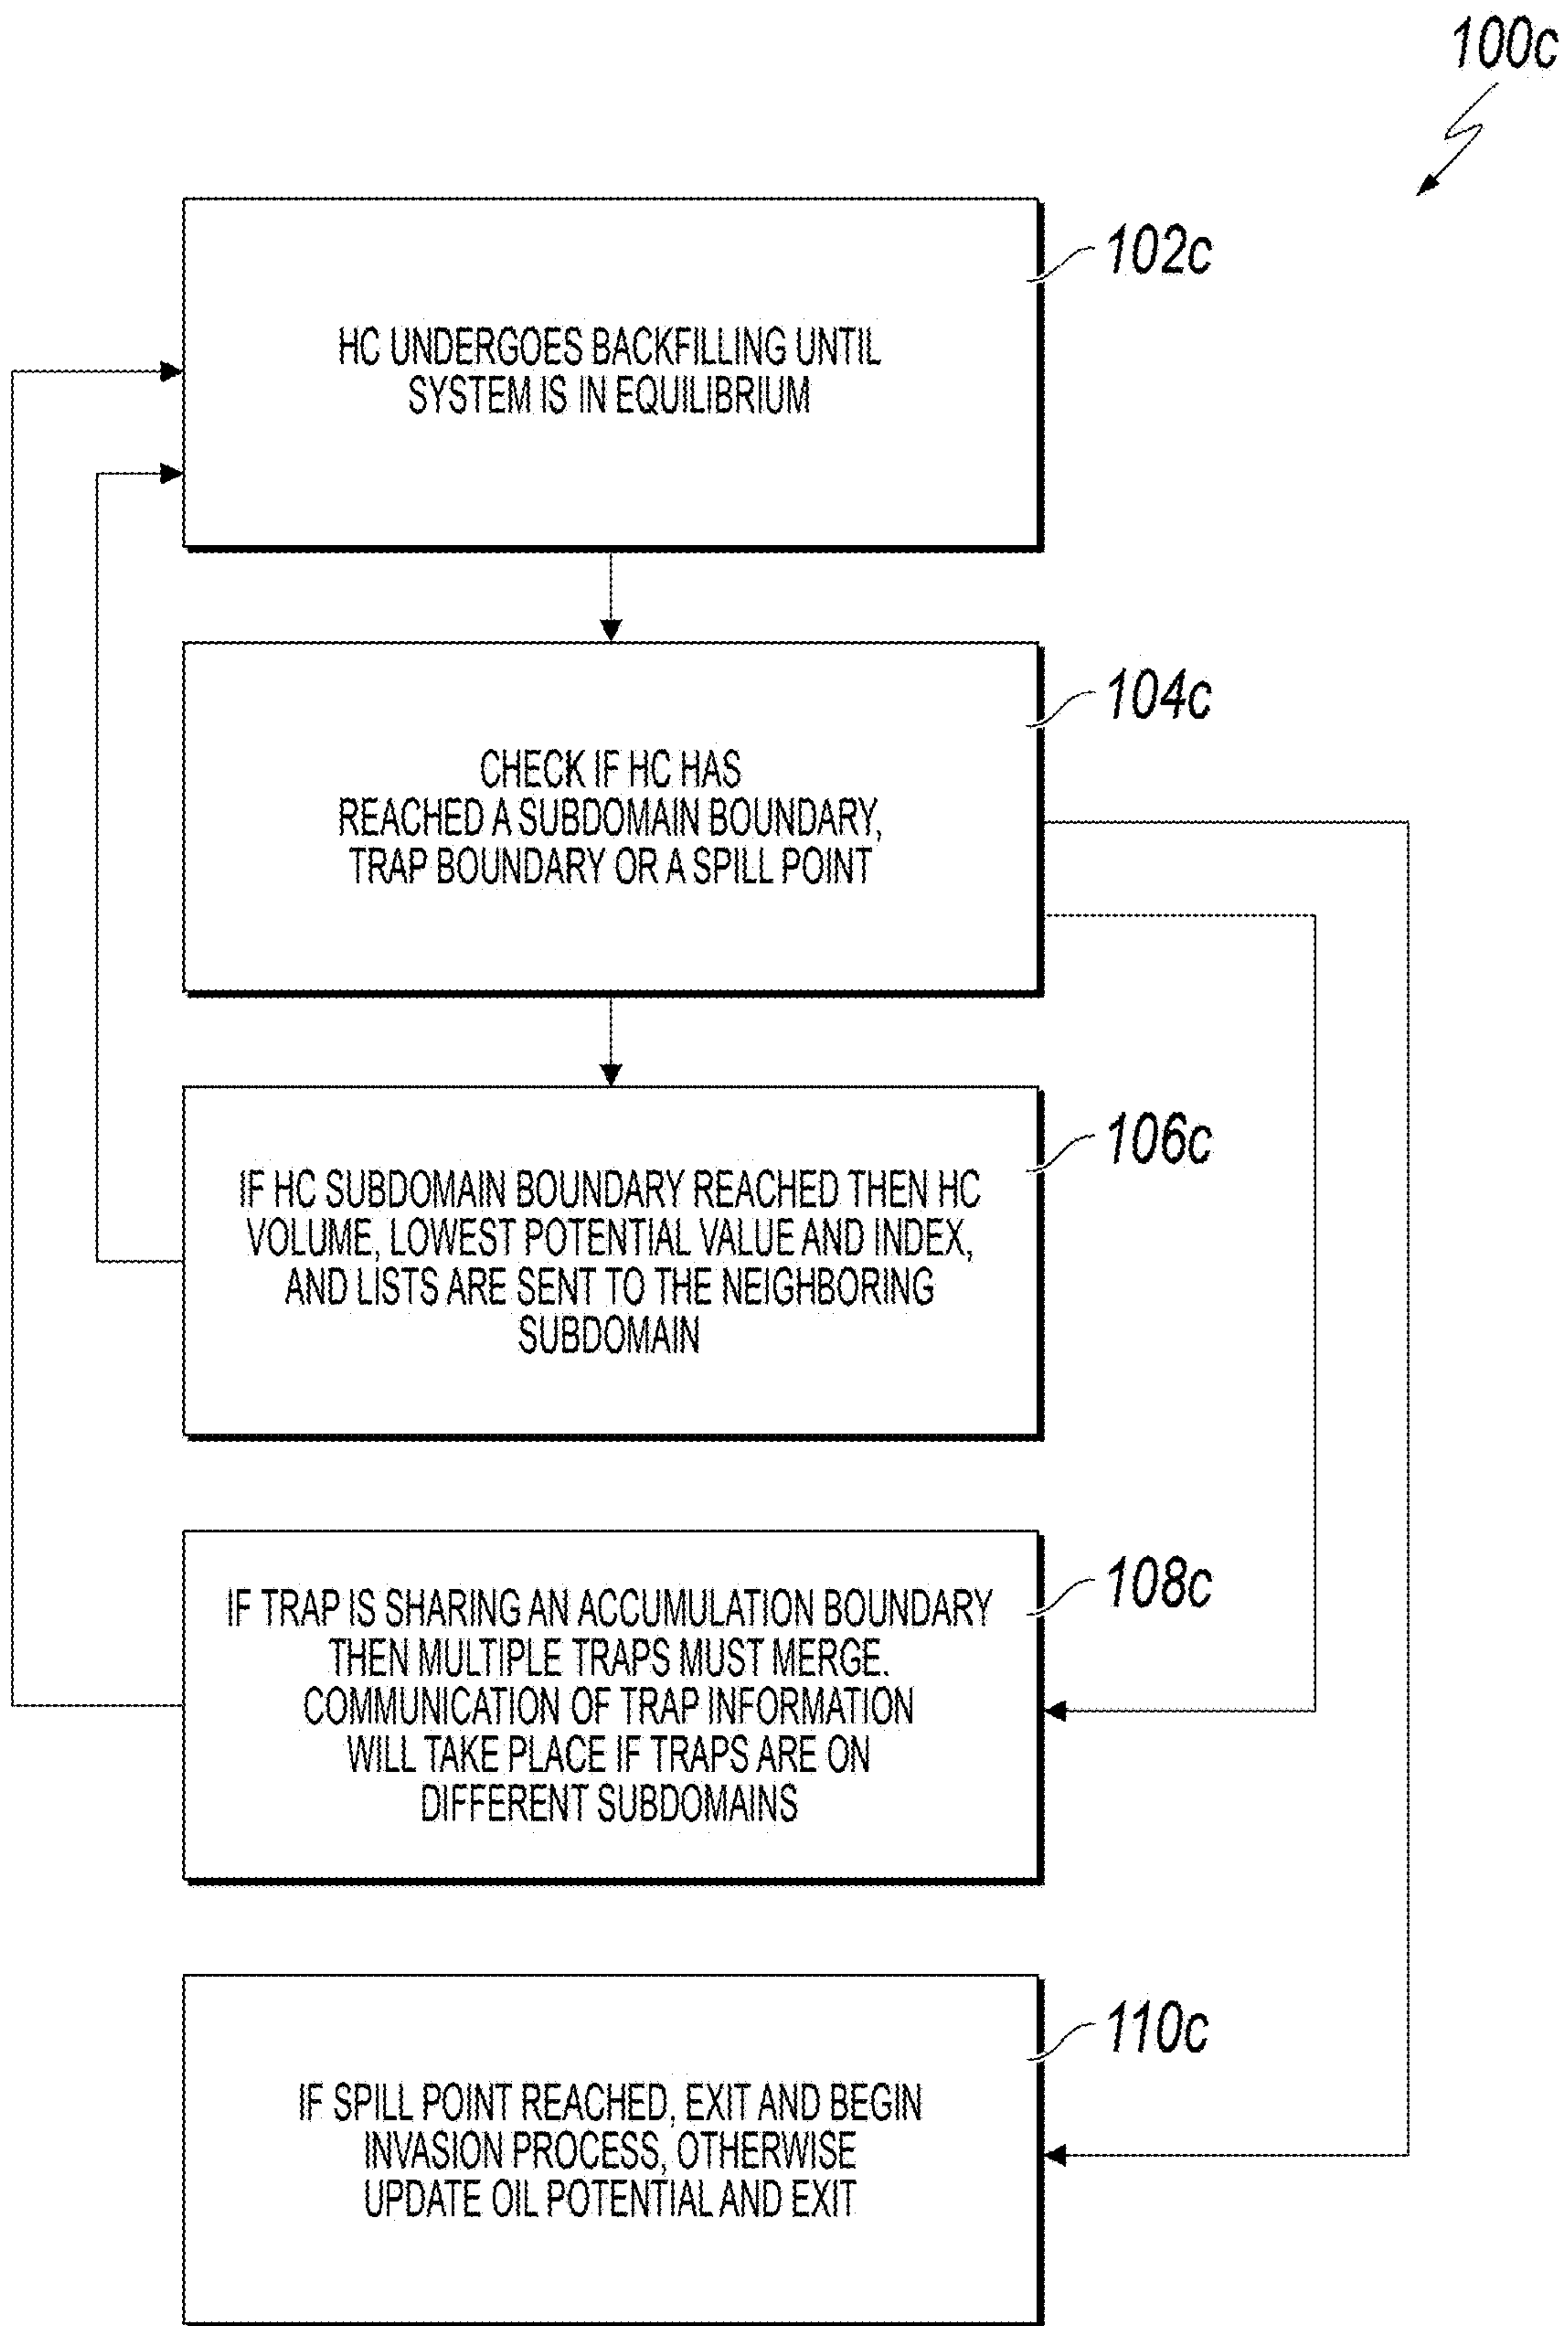 100c
102c
HC UNDERGOES BACKFILLING UNTIL
SYSTEM IS IN EQUILIBRIUM
104c
CHECK IF HC HAS
REACHED A SUBDOMAIN BOUNDARY,
TRAP BOUNDARY OR A SPILL POINT
106c
IF HC SUBDOMAIN BOUNDARY REACHED THEN HC
VOLUME, LOWEST POTENTIAL VALUE AND INDEX,
AND LISTS ARE SENT TO THE NEIGHBORING
SUBDOMAIN
108c
IF TRAP IS SHARING AN ACCUMULATION BOUNDARY
THEN MULTIPLE TRAPS MUST MERGE.
COMMUNICATION OF TRAP INFORMATION
WILL TAKE PLACE IF TRAPS ARE ON
DIFFERENT SUBDOMAINS
110c
IF SPILL POINT REACHED, EXIT AND BEGIN
INVASION PROCESS, OTHERWISE
UPDATE OIL POTENTIAL AND EXIT